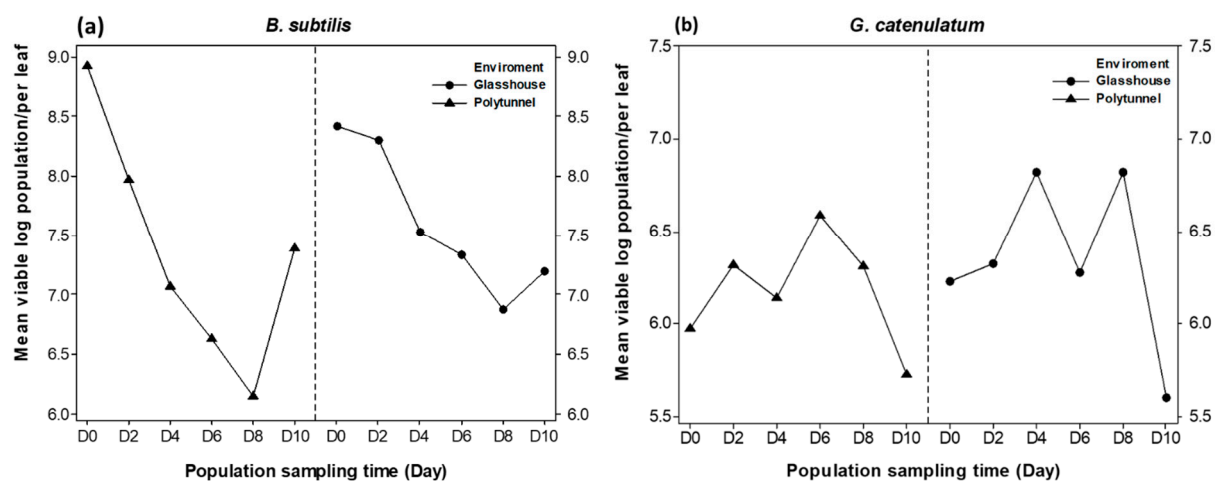 (a)
B. subtilis
Mean viable log population/per leaf
9.0
8.5
8.0
7.5
7.0
6.5
6.0
9.0
8.5
8.0
7.5
7.0
6.5
6.0
Enviroment
Glasshouse
Polytunnel
D0 D2 D4 D6 D8 D10 D0 D2 D4 D6 D8 D10
Population sampling time (Day)
(b)
G. catenulatum
Mean viable log population/per leaf
7.5
7.0
6.5
6.0
5.5
7.5
7.0
6.5
6.0
5.5
Enviroment
Glasshouse
Polytunnel
D0 D2 D4 D6 D8 D10 D0 D2 D4 D6 D8 D10
Population sampling time (Day)